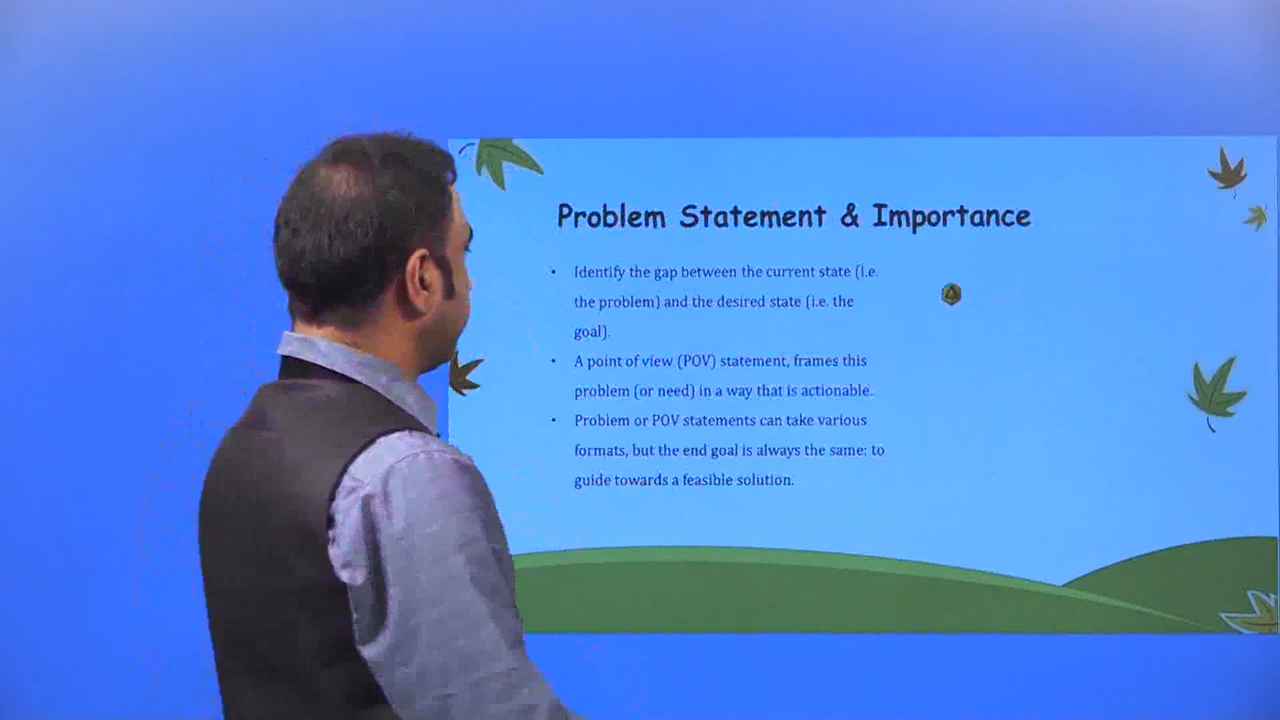 Problem Statement & Importance
• Identify the gap between the current state (i.e.
the problem) and the desired state (i.e. the
goal).
• A point of view (POV) statement, frames this
problem (or need) in a way that is actionable.
• Problem or POV statements can take various
formats, but the end goal is always the same: to
guide towards a feasible solution.